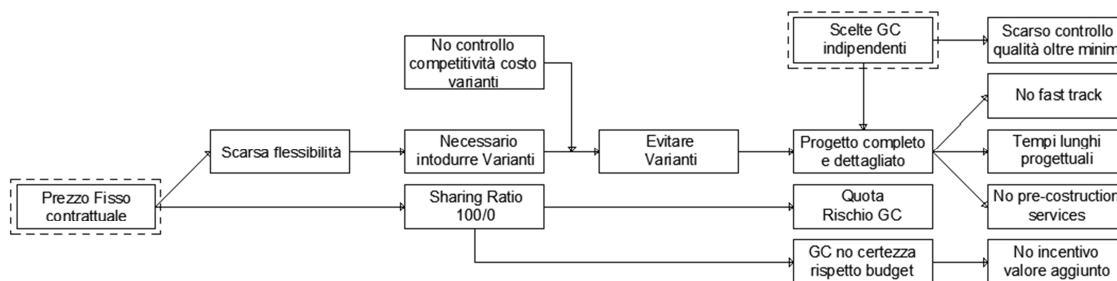 Scelte GC
indipendenti
Scarso controllo
qualità oltre minimi
No controllo
competitività costo
varianti
No fast track
Scarsa flessibilità
Necessario
intodurre Varianti
Evitare
Varianti
Progetto completo
e dettagliato
Tempi lunghi
progettuali
Prezzo Fisso
contrattuale
Sharing Ratio
100/0
Quota
Rischio GC
No pre-costruction
services
GC no certezza
rispetto budget
No incentivo
valore aggiunto